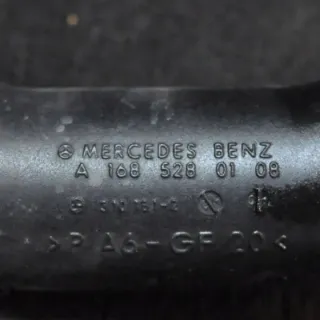 MERCEDES BENZ
A 168 528 01 08
>PA6-GF20<